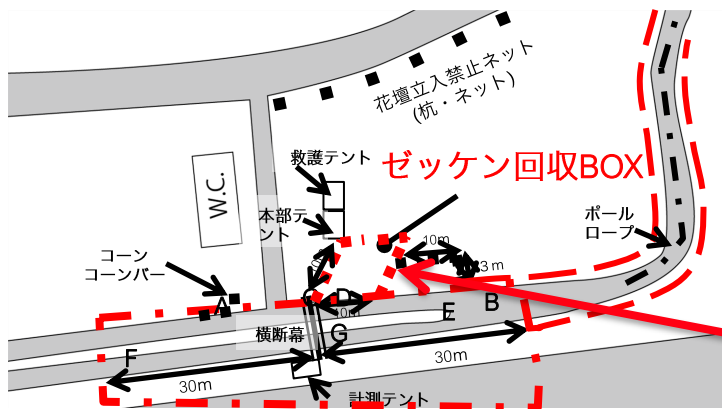 花壇立入禁止ネット
(杭・ネット)
救護テント
ゼッケン回収BOX
W.C.
本部テ
ント
ポール
ロープ
コーン
コーンバー
10m
3m
A
D
E
B
10m
横断幕
G
F
30m
30m
計測テント